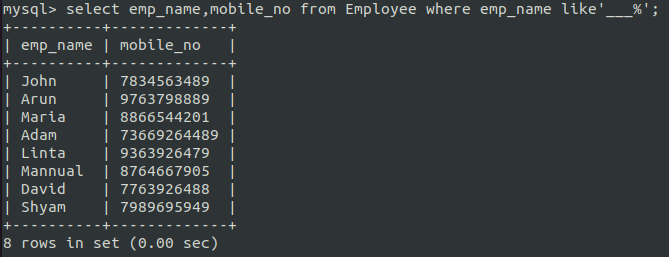 mysql> select emp_name,mobile_no from Employee where emp_name like'___%';
+----------+-------------+
| emp_name | mobile_no   |
+----------+-------------+
| John     | 7834563489  |
| Arun     | 9763798889  |
| Maria    | 8866544201  |
| Adam     | 73669264489 |
| Linta    | 9363926479  |
| Mannual  | 8764667905  |
| David    | 7763926488  |
| Shyam    | 7989695949  |
+----------+-------------+
8 rows in set (0.00 sec)